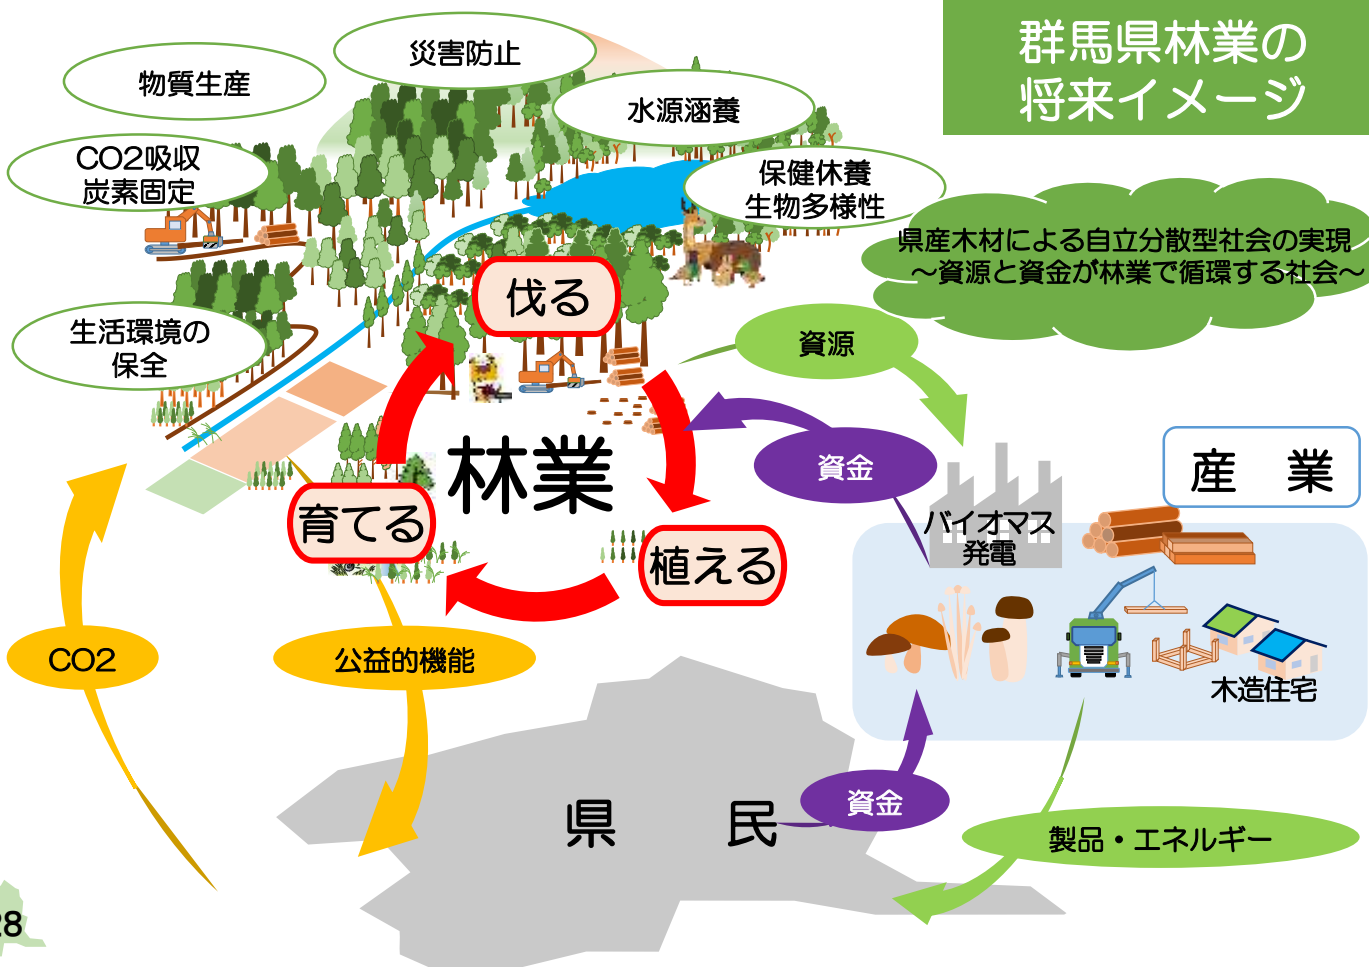 群馬県林業の
将来イメージ
災害防止
物質生産
水源涵養
CO2吸収
炭素固定
保健休養
生物多様性
県産木材による自立分散型社会の実現
～資源と資金が林業で循環する社会～
伐る
生活環境の
保全
資源
林業
資金
産 業
育てる
植える
バイオマス
発電
CO2
公益的機能
木造住宅
県 民
資金
製品・エネルギー
28